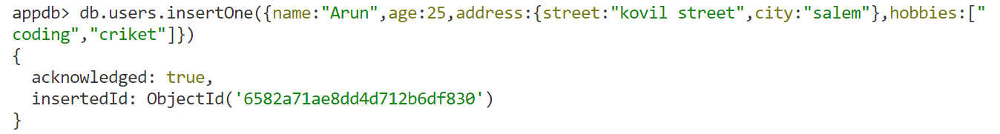 appdb> db.users.insertOne({name:"Arun",age:25,address:{street:"kovil street",city:"salem"},hobbies:["
coding","criket"]})
{
  acknowledged: true,
  insertedId: ObjectId('6582a71ae8dd4d712b6df830')
}